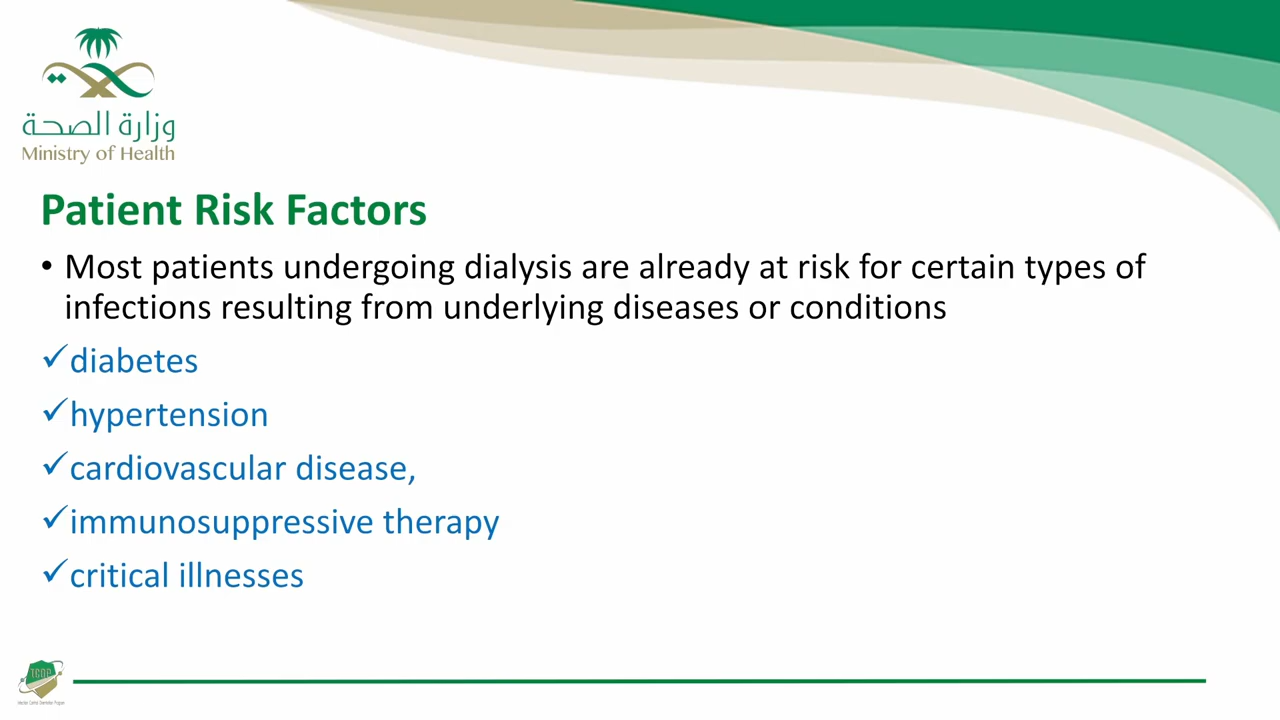 وزارة الصحة
Ministry of Health
Patient Risk Factors
• Most patients undergoing dialysis are already at risk for certain types of
infections resulting from underlying diseases or conditions
✓diabetes
✓hypertension
✓cardiovascular disease,
✓immunosuppressive therapy
✓critical illnesses